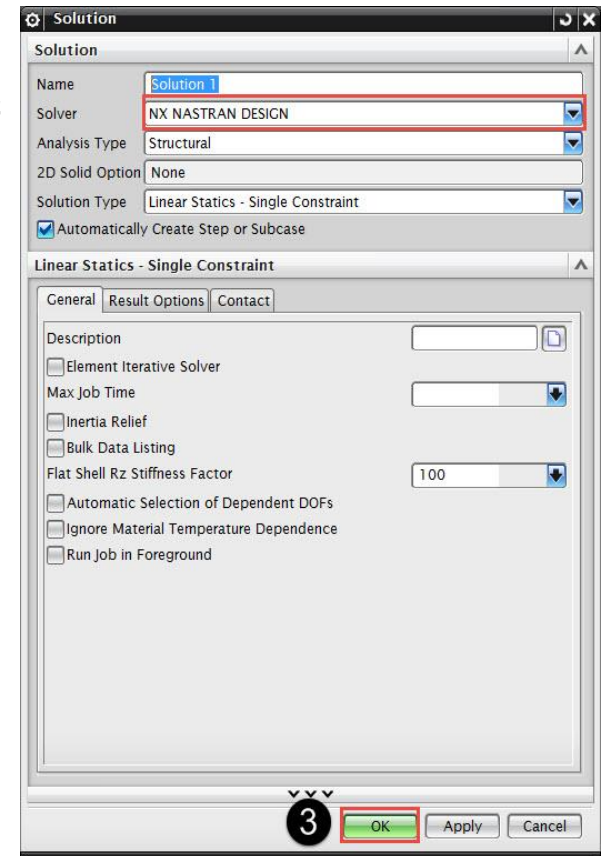 Solution
Solution
Name Solution 1
Solver NX NASTRAN DESIGN
Analysis Type Structural
2D Solid Option None
Solution Type Linear Statics - Single Constraint
Automatically Create Step or Subcase
Linear Statics - Single Constraint
General Result Options Contact
Description
Element Iterative Solver
Max Job Time
Inertia Relief
Bulk Data Listing
Flat Shell Rz Stiffness Factor 100
Automatic Selection of Dependent DOFs
Ignore Material Temperature Dependence
Run Job in Foreground
3 OK Apply Cancel